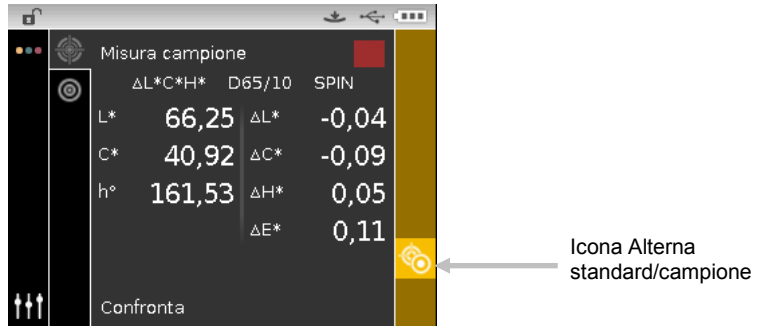 Misura campione
ΔL*C*H* D65/10 SPIN
L* 66,25 ΔL* -0,04
C* 40,92 ΔC* -0,09
h° 161,53 ΔH* 0,05
ΔE* 0,11
Confronta
Icona Alterna
standard/campione